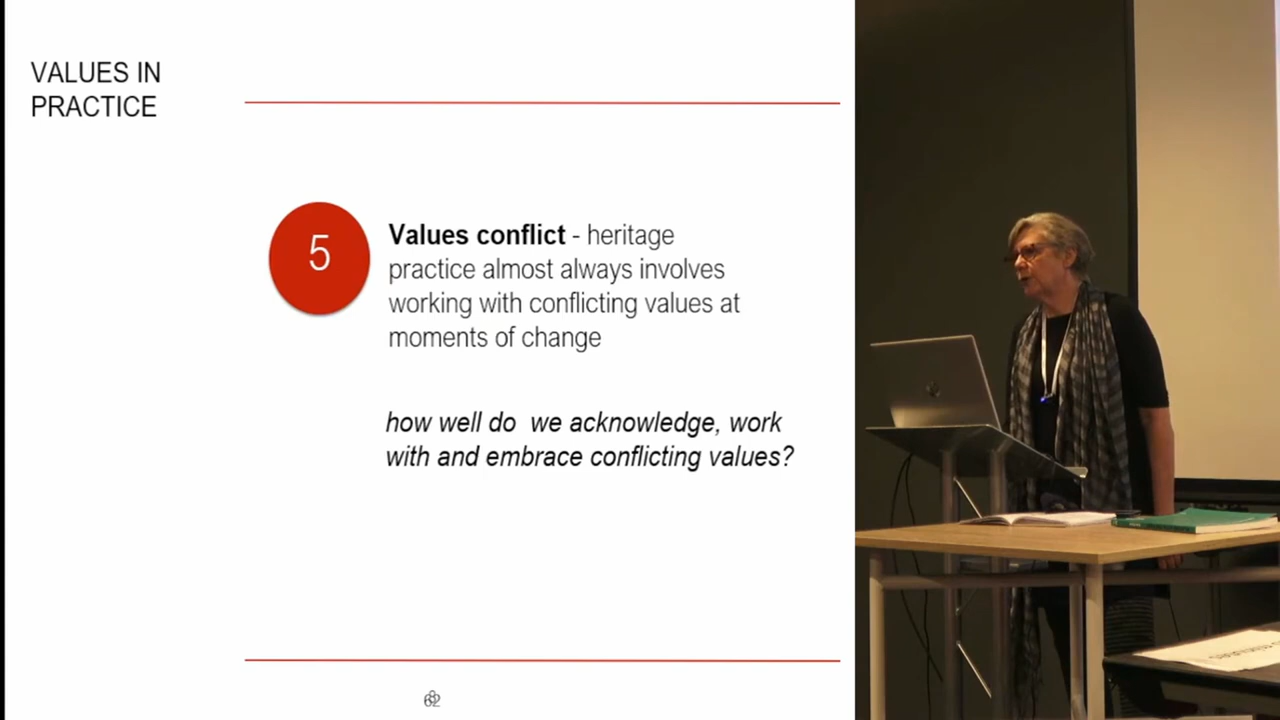 VALUES IN
PRACTICE
5
Values conflict - heritage
practice almost always involves
working with conflicting values at
moments of change
how well do we acknowledge, work
with and embrace conflicting values?